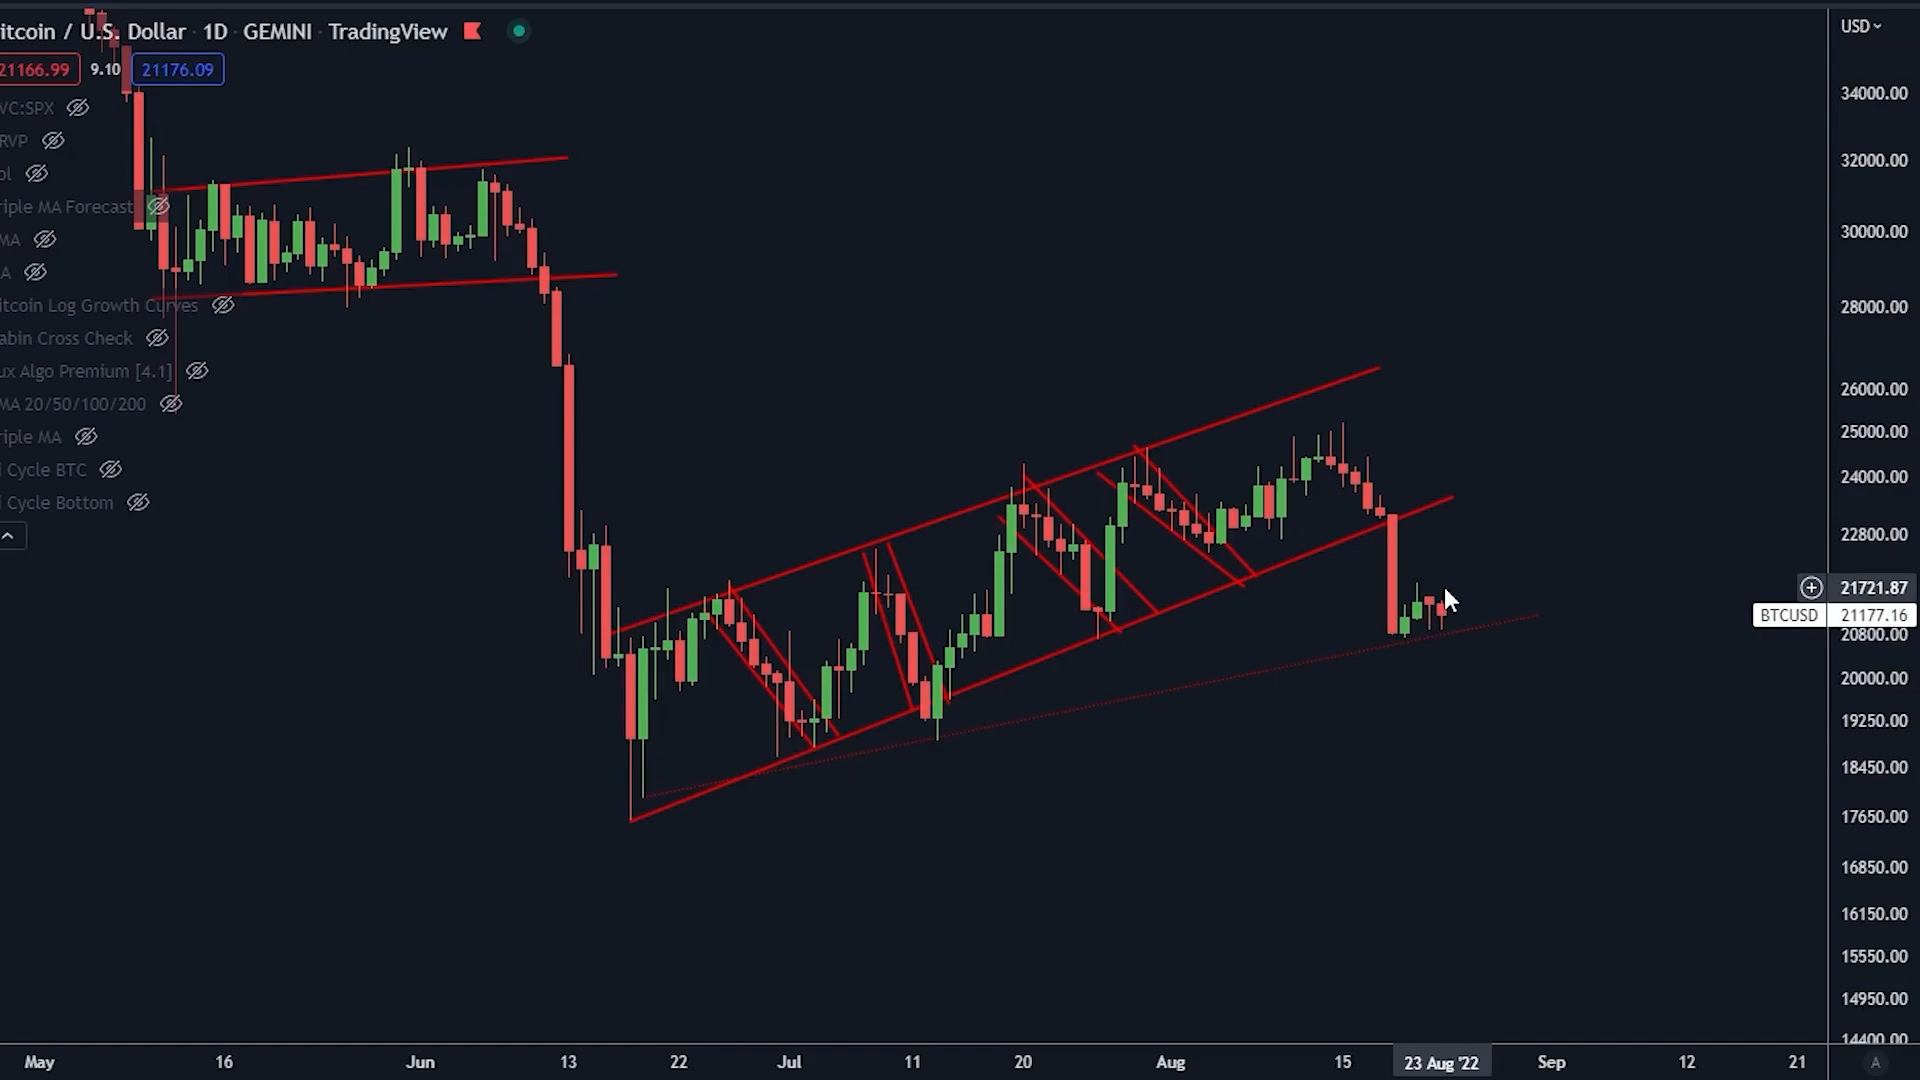 itcoin / U.S. Dollar · 1D · GEMINI · TradingView
21166.99 9.10 21176.09
VC:SPX
RVP
ol
riple MA Forecast
MA
A
itcoin Log Growth Curves
abin Cross Check
ux Algo Premium [4.1]
MA 20/50/100/200
riple MA
i Cycle BTC
i Cycle Bottom
USD
34000.00
32000.00
30000.00
28000.00
26000.00
25000.00
24000.00
22800.00
21721.87
BTCUSD 21177.16
20800.00
20000.00
19250.00
18450.00
17650.00
16850.00
16150.00
15550.00
14950.00
14400.00
May 16 Jun 13 22 Jul 11 20 Aug 15 23 Aug '22 Sep 12 21 A